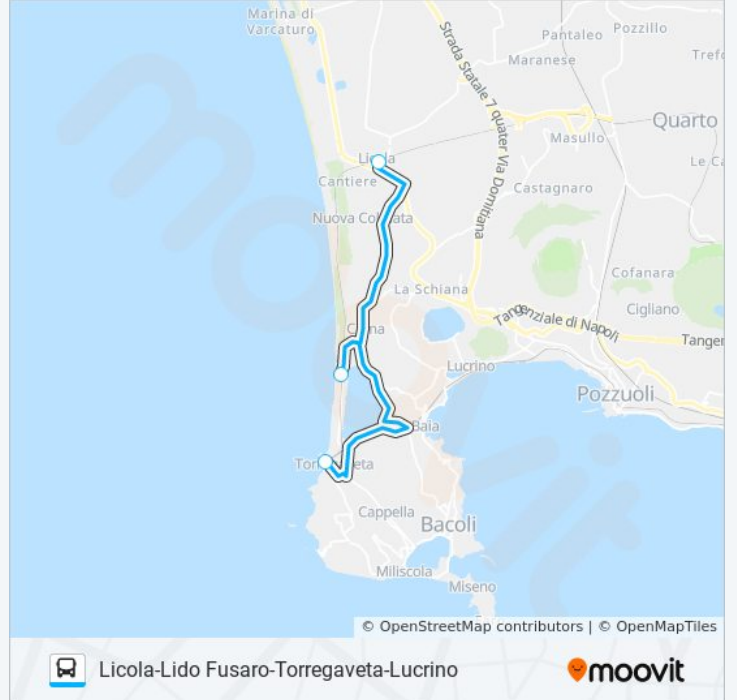 Marina di
Varcaturo
Pantaleo
Pozzillo
Strada Statale 7 quater Via Domitiana
Maranese
Quarto
Masullo
Cantiere
Castagnaro
Cofanara
La Schiana
Cigliano
Tangenziale di Napoli
Lucrino
Pozzuoli
Baia
Cappella
Bacoli
Miliscola
Miseno
© OpenStreetMap contributors | © OpenMapTiles
Licola-Lido Fusaro-Torregaveta-Lucrino
moovit